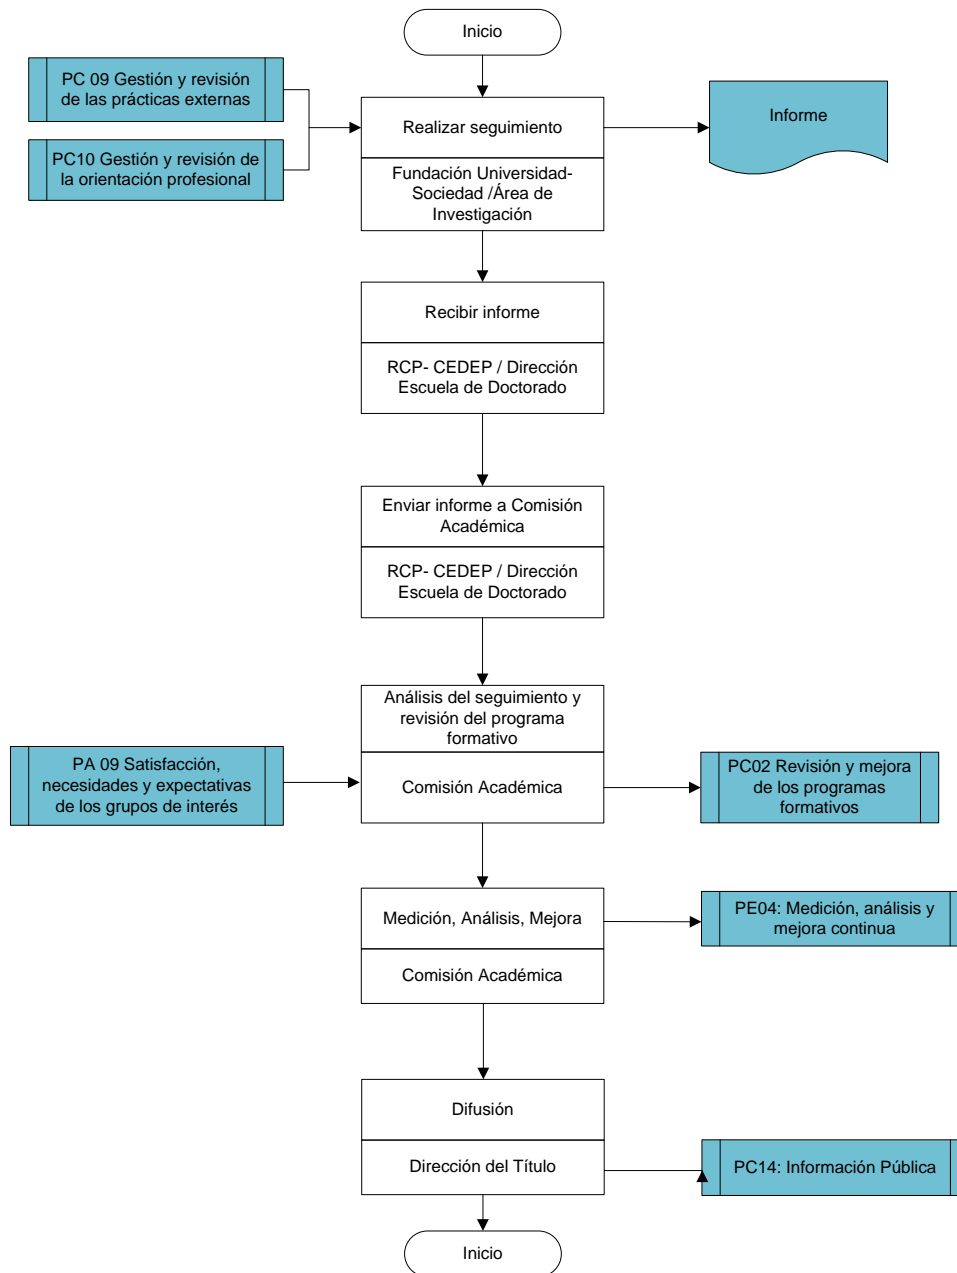 Inicio
PC 09 Gestión y revisión
de las prácticas externas
PC10 Gestión y revisión de
la orientación profesional
Realizar seguimiento
Fundación Universidad-
Sociedad /Área de
Investigación
Informe
Recibir informe
RCP- CEDEP / Dirección
Escuela de Doctorado
Enviar informe a Comisión
Académica
RCP- CEDEP / Dirección
Escuela de Doctorado
Análisis del seguimiento y
revisión del programa
formativo
Comisión Académica
PA 09 Satisfacción,
necesidades y expectativas
de los grupos de interés
PC02 Revisión y mejora
de los programas
formativos
Medición, Análisis, Mejora
Comisión Académica
PE04: Medición, análisis y
mejora continua
Difusión
Dirección del Título
PC14: Información Pública
Inicio